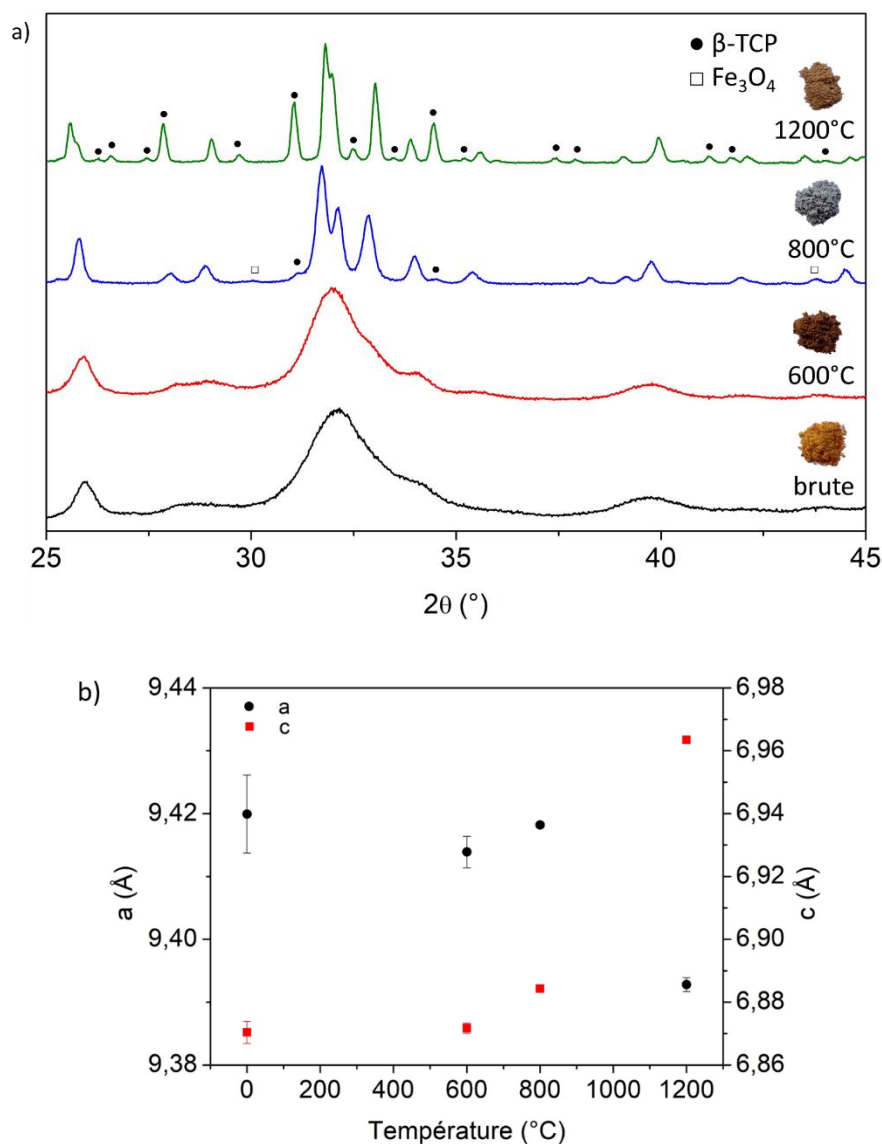 a)
● β-TCP
□ Fe₃O₄
1200°C
800°C
600°C
brute
25 30 35 40 45
2θ (°)
b)
9,44 6,98
● a
■ c
6,96
9,42 6,94
6,92
9,40 6,90
6,88
9,38 6,86
a (Å)
c (Å)
0 200 400 600 800 1000 1200
Température (°C)